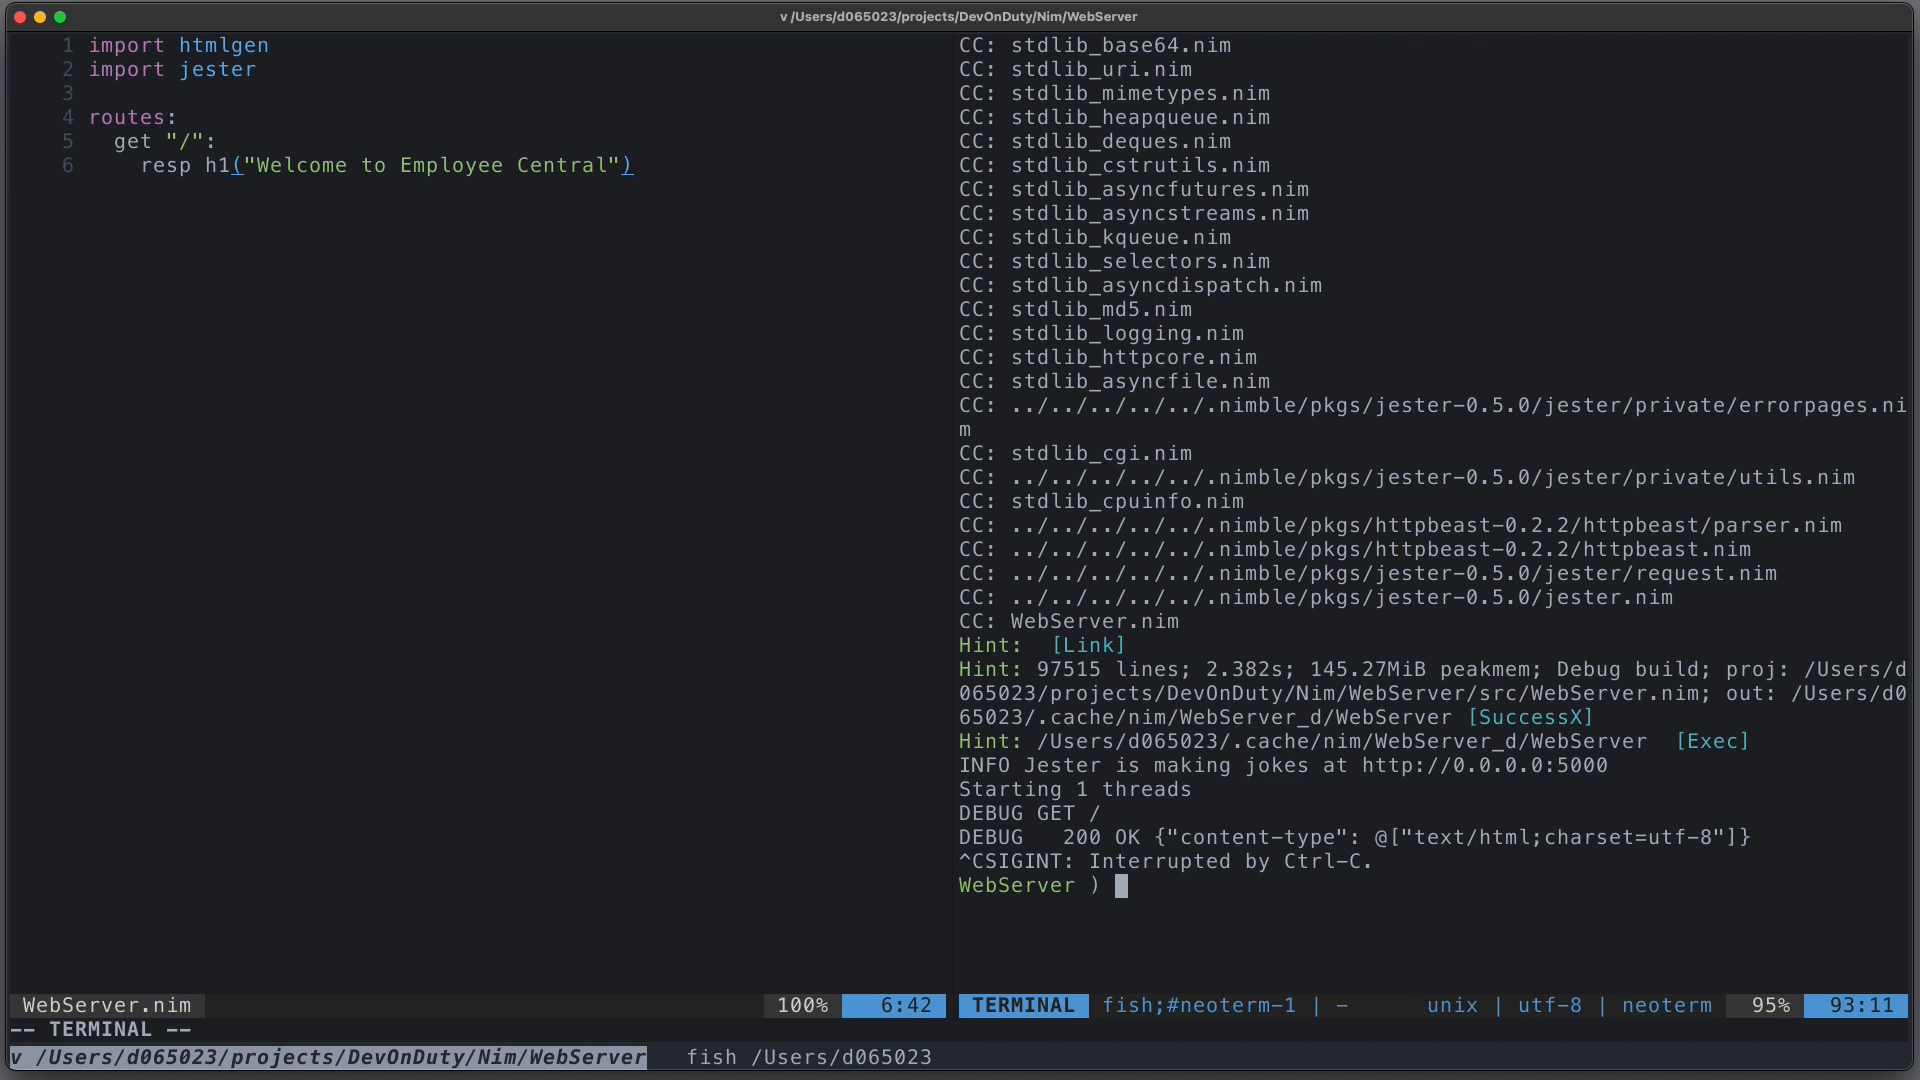 v /Users/d065023/projects/DevOnDuty/Nim/WebServer
1 import htmlgen
2 import jester
3
4 routes:
5   get "/":
6     resp h1("Welcome to Employee Central")
CC: stdlib_base64.nim
CC: stdlib_uri.nim
CC: stdlib_mimetypes.nim
CC: stdlib_heapqueue.nim
CC: stdlib_deques.nim
CC: stdlib_cstrutils.nim
CC: stdlib_asyncfutures.nim
CC: stdlib_asyncstreams.nim
CC: stdlib_kqueue.nim
CC: stdlib_selectors.nim
CC: stdlib_asyncdispatch.nim
CC: stdlib_md5.nim
CC: stdlib_logging.nim
CC: stdlib_httpcore.nim
CC: stdlib_asyncfile.nim
CC: ../../../../../.nimble/pkgs/jester-0.5.0/jester/private/errorpages.ni
m
CC: stdlib_cgi.nim
CC: ../../../../../.nimble/pkgs/jester-0.5.0/jester/private/utils.nim
CC: stdlib_cpuinfo.nim
CC: ../../../../../.nimble/pkgs/httpbeast-0.2.2/httpbeast/parser.nim
CC: ../../../../../.nimble/pkgs/httpbeast-0.2.2/httpbeast.nim
CC: ../../../../../.nimble/pkgs/jester-0.5.0/jester/request.nim
CC: ../../../../../.nimble/pkgs/jester-0.5.0/jester.nim
CC: WebServer.nim
Hint:  [Link]
Hint: 97515 lines; 2.382s; 145.27MiB peakmem; Debug build; proj: /Users/d
065023/projects/DevOnDuty/Nim/WebServer/src/WebServer.nim; out: /Users/d0
65023/.cache/nim/WebServer_d/WebServer [SuccessX]
Hint: /Users/d065023/.cache/nim/WebServer_d/WebServer  [Exec]
INFO Jester is making jokes at http://0.0.0.0:5000
Starting 1 threads
DEBUG GET /
DEBUG   200 OK {"content-type": @["text/html;charset=utf-8"]}
^CSIGINT: Interrupted by Ctrl-C.
WebServer )
WebServer.nim 100% 6:42
TERMINAL fish;#neoterm-1 | - unix | utf-8 | neoterm 95% 93:11
-- TERMINAL --
v /Users/d065023/projects/DevOnDuty/Nim/WebServer fish /Users/d065023